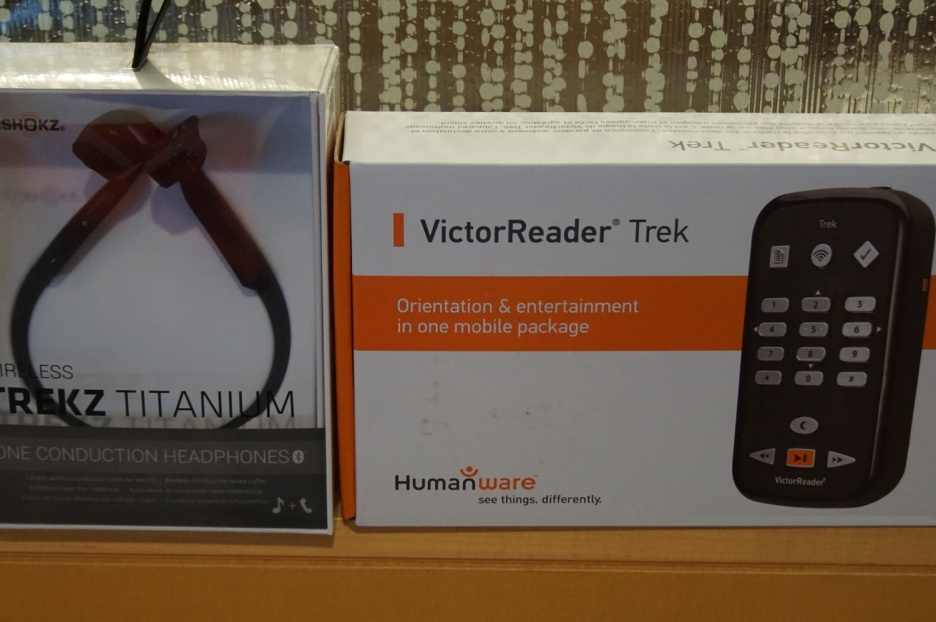 SHOKZ
IRELESS
TREKZ TITANIUM
ONE CONDUCTION HEADPHONES
VictorReader® Trek
VictorReader® Trek
Orientation & entertainment
in one mobile package
Humanware™
see things. differently.
Trek
1 2 3
4 5 6
7 8 9
* 0 #
VictorReader®